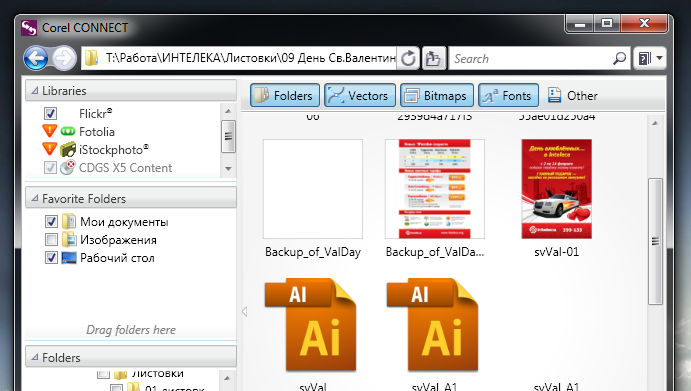 Corel CONNECT
T:\Работа\ИНТЕЛЕКА\Листовки\09 День Св.Валентин
Search
Libraries
Folders Vectors Bitmaps Fonts Other
Flickr®
Fotolia
iStockphoto®
CDGS X5 Content
06 2939d4a717f3 55ae01d250a4
День влюблённых...
в Inteleca
Favorite Folders
Мои документы
Изображения
Рабочий стол
Backup_of_ValDay Backup_of_ValDa... svVal-01
AI AI
Ai Ai
Drag folders here
Folders
Листовки
01 листовк
svVal svVal_A1 svVal_A1